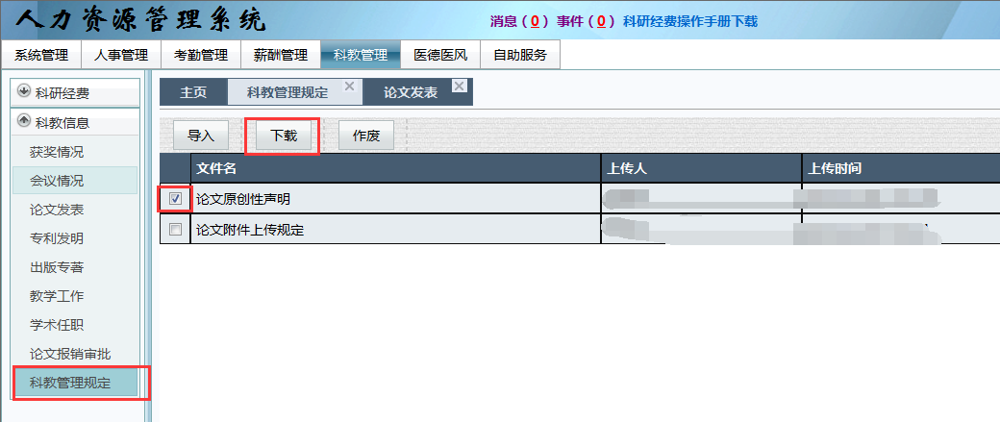 人力资源管理系统
消息（0）事件（0）科研经费操作手册下载
系统管理 人事管理 考勤管理 薪酬管理 科教管理 医德医风 自助服务
科研经费
科教信息
获奖情况
会议情况
论文发表
专利发明
出版专著
教学工作
学术任职
论文报销审批
科教管理规定
主页 科教管理规定 论文发表
导入 下载 作废
文件名 上传人 上传时间
论文原创性声明
论文附件上传规定